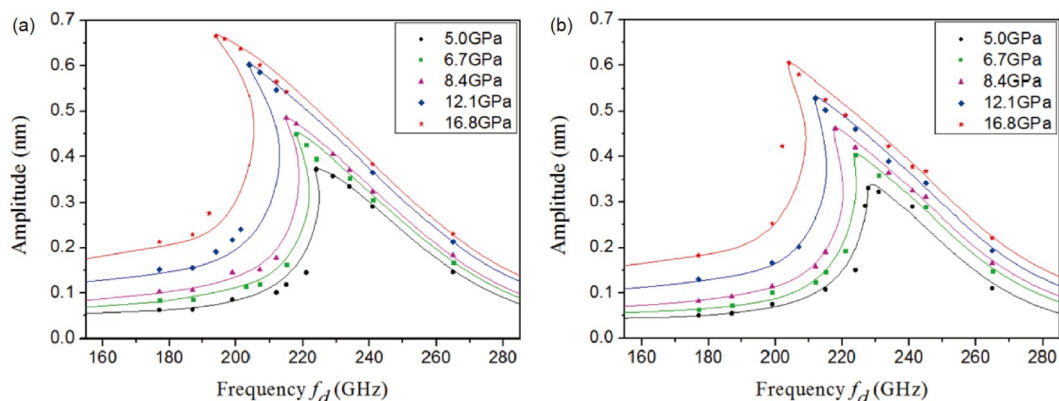 (a)
0.7
0.6
0.5
0.4
0.3
0.2
0.1
0.0
Amplitude (nm)
5.0GPa
6.7GPa
8.4GPa
12.1GPa
16.8GPa
160 180 200 220 240 260 280
Frequency f_d (GHz)
(b)
0.7
0.6
0.5
0.4
0.3
0.2
0.1
0.0
Amplitude (nm)
5.0GPa
6.7GPa
8.4GPa
12.1GPa
16.8GPa
160 180 200 220 240 260 280
Frequency f_d (GHz)